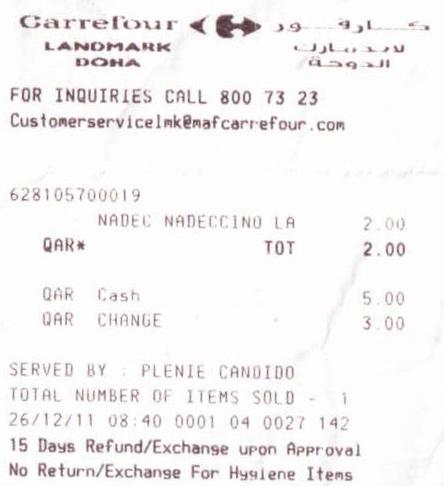 Carrefour كارفور
LANDMARK لاندمارك
DOHA الدوحة
FOR INQUIRIES CALL 800 73 23
Customerservicelmk@mafcarrefour.com
628105700019
NADEC NADECCINO LA 2.00
QAR* TOT 2.00
QAR Cash 5.00
QAR CHANGE 3.00
SERVED BY : PLENIE CANDIDO
TOTAL NUMBER OF ITEMS SOLD - 1
26/12/11 08:40 0001 04 0027 142
15 Days Refund/Exchange upon Approval
No Return/Exchange For Hygiene Items